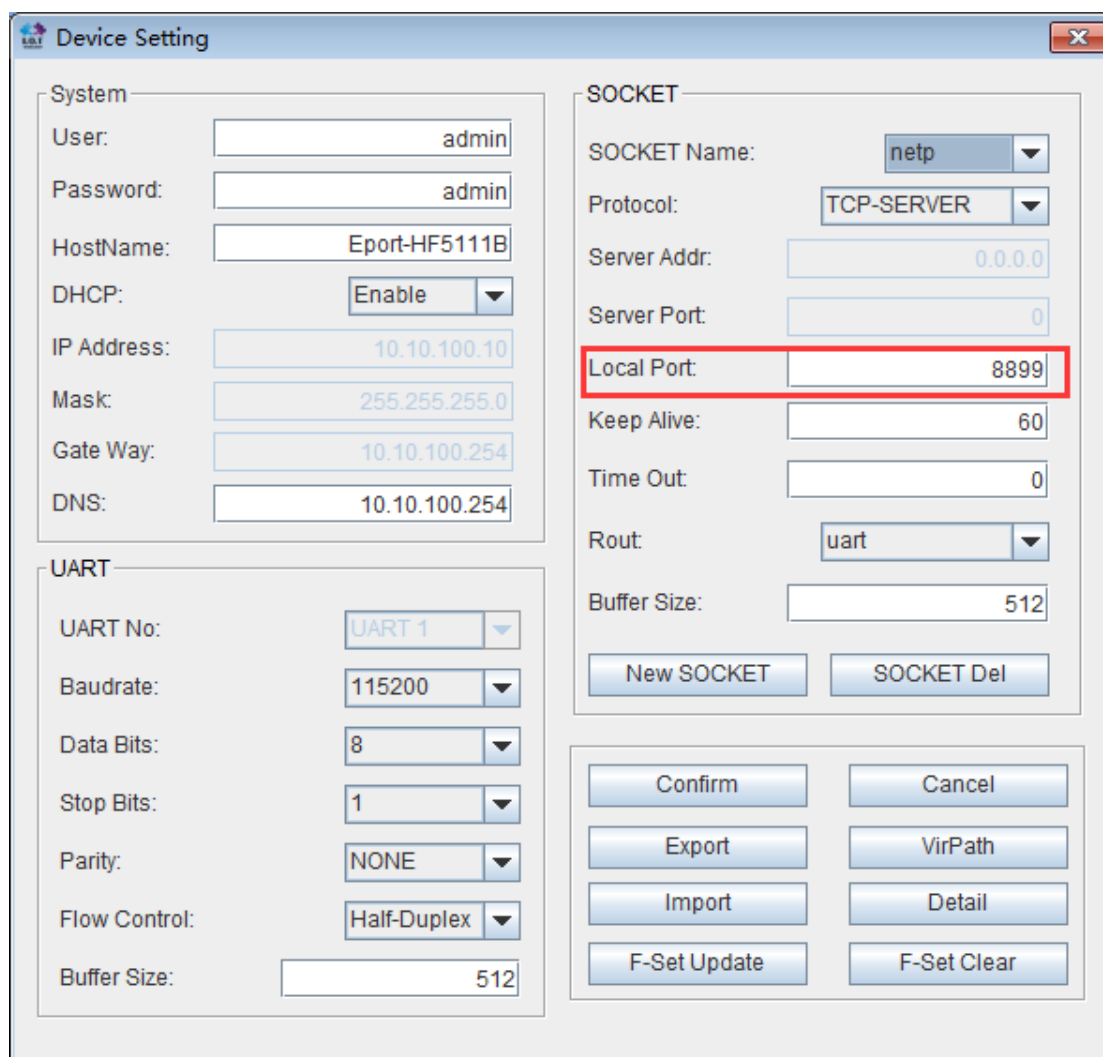 Device Setting
System
User: admin
Password: admin
HostName: Eport-HF5111B
DHCP: Enable
IP Address: 10.10.100.10
Mask: 255.255.255.0
Gate Way: 10.10.100.254
DNS: 10.10.100.254
UART
UART No: UART 1
Baudrate: 115200
Data Bits: 8
Stop Bits: 1
Parity: NONE
Flow Control: Half-Duplex
Buffer Size: 512
SOCKET
SOCKET Name: netp
Protocol: TCP-SERVER
Server Addr: 0.0.0.0
Server Port: 0
Local Port: 8899
Keep Alive: 60
Time Out: 0
Rout: uart
Buffer Size: 512
New SOCKET SOCKET Del
Confirm Cancel
Export VirPath
Import Detail
F-Set Update F-Set Clear